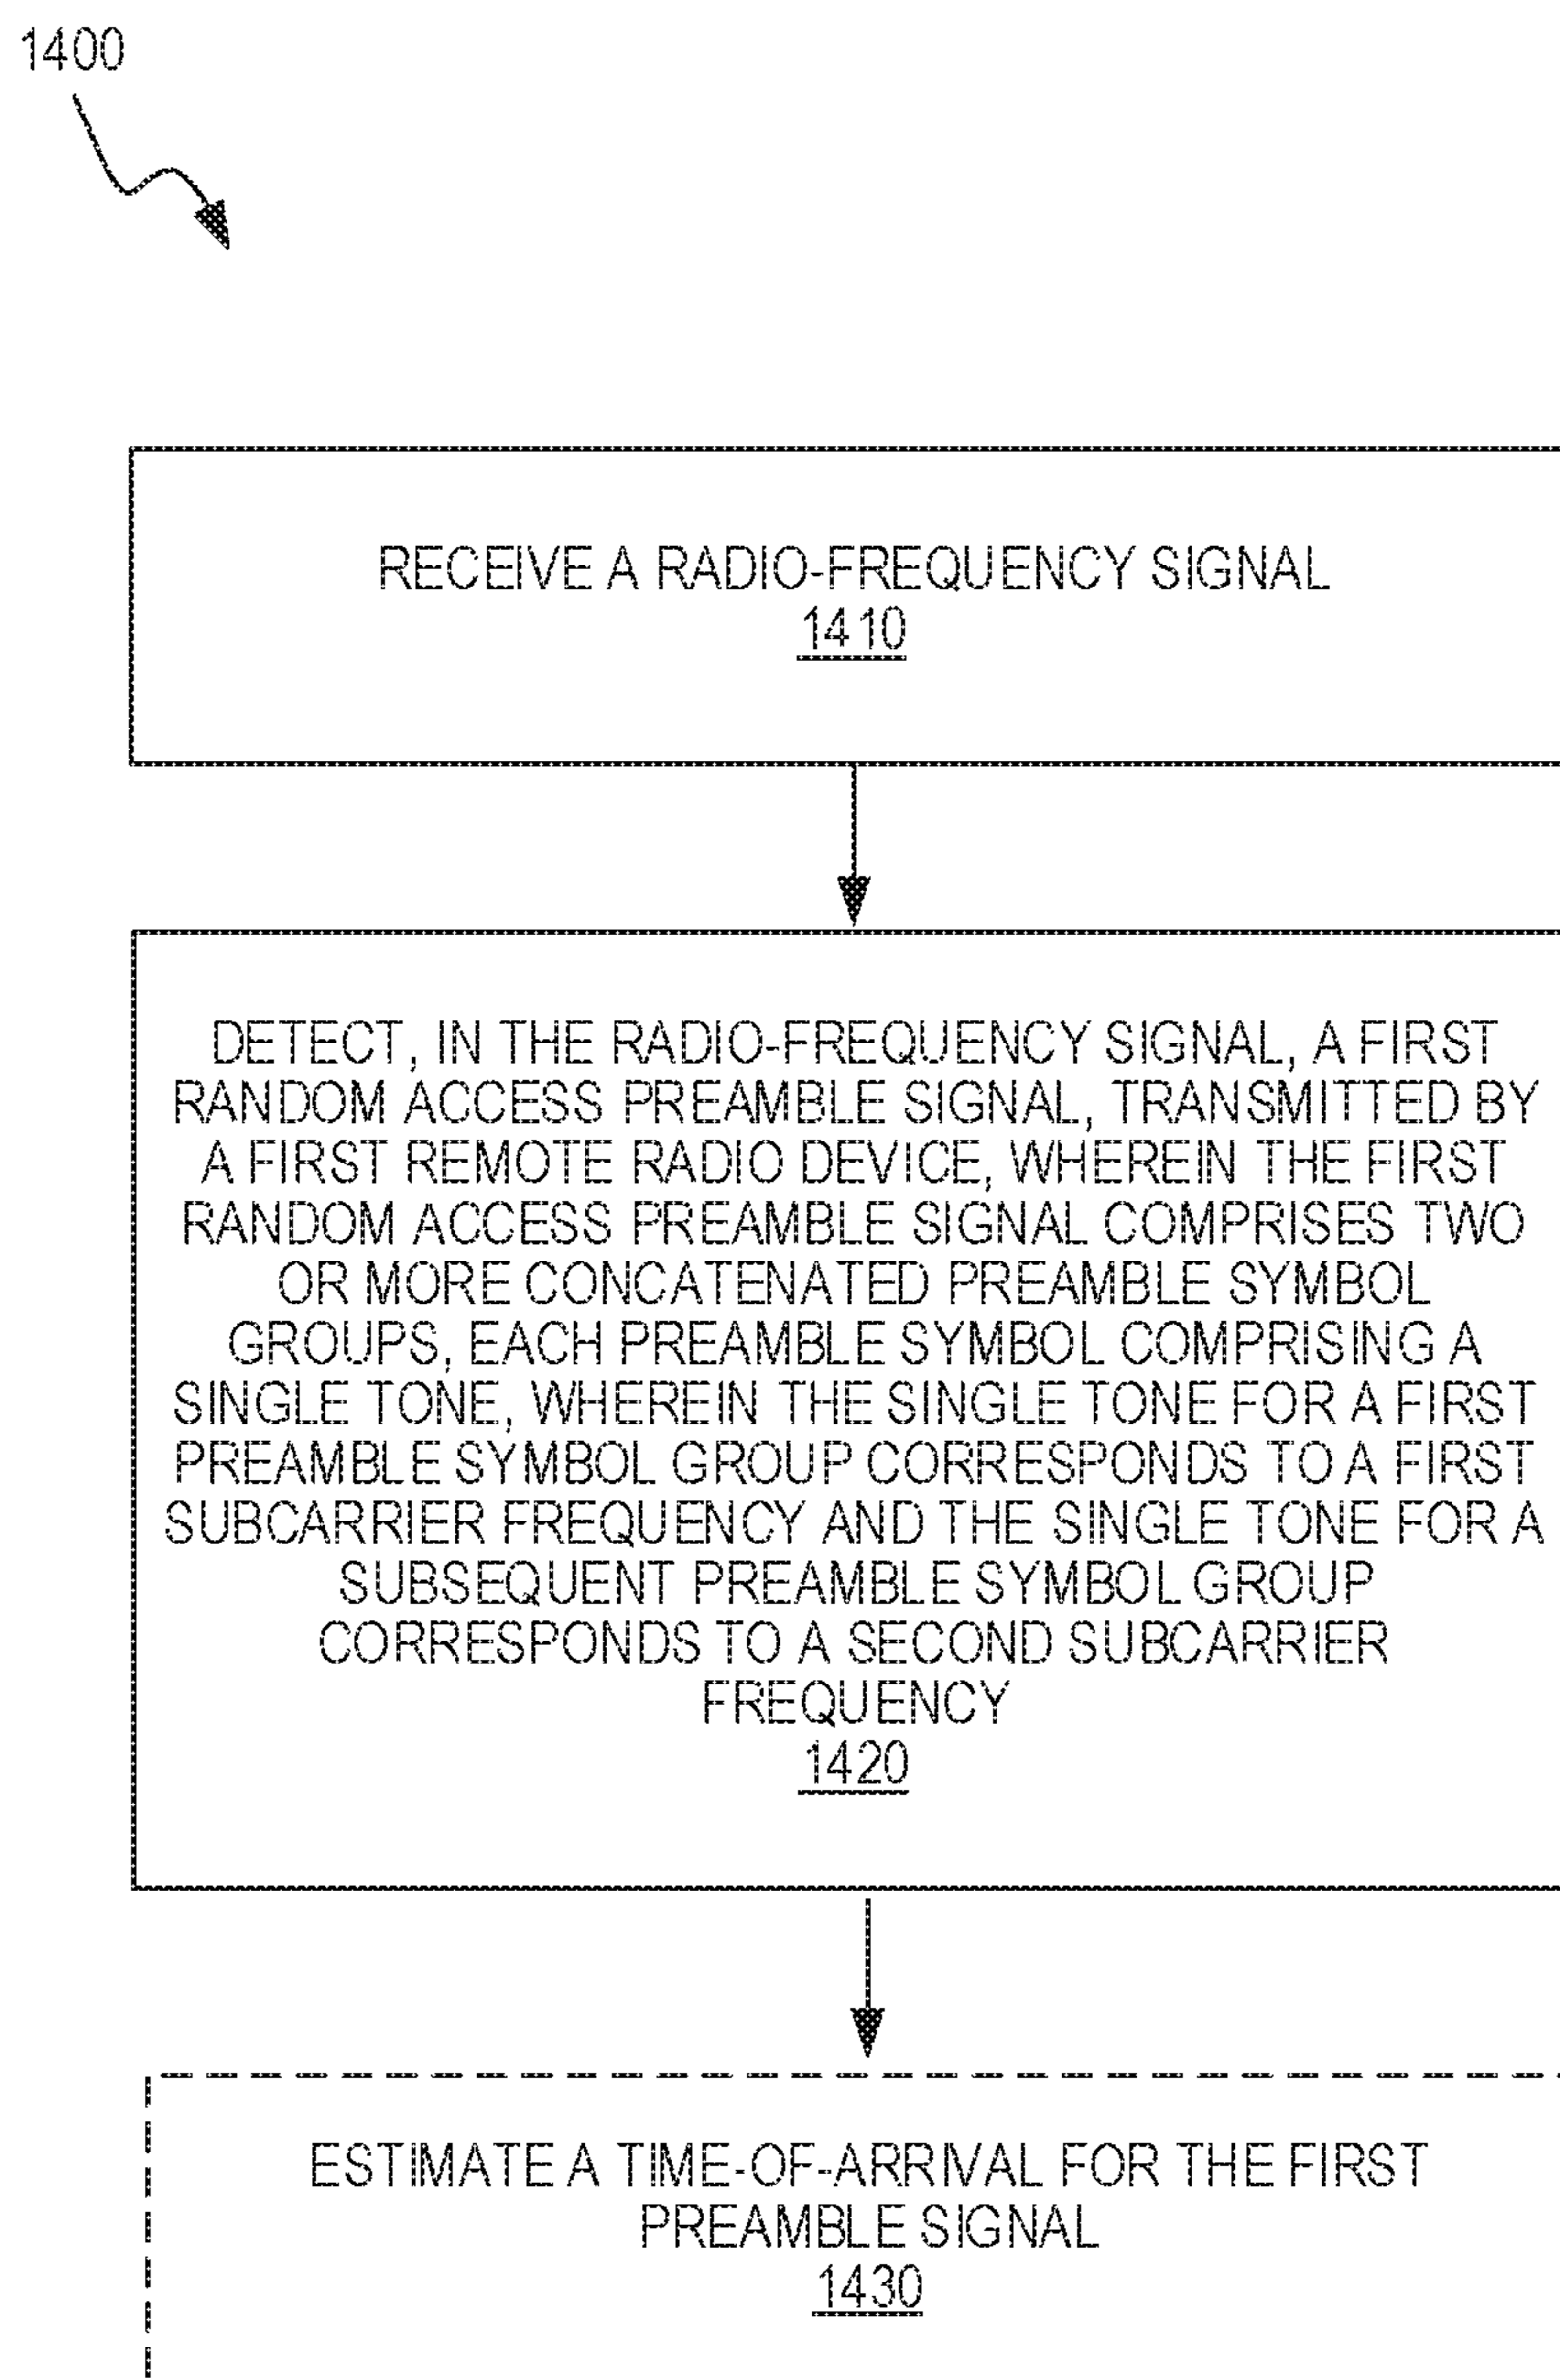 1400
RECEIVE A RADIO-FREQUENCY SIGNAL
1410
DETECT, IN THE RADIO-FREQUENCY SIGNAL, A FIRST
RANDOM ACCESS PREAMBLE SIGNAL, TRANSMITTED BY
A FIRST REMOTE RADIO DEVICE, WHEREIN THE FIRST
RANDOM ACCESS PREAMBLE SIGNAL COMPRISES TWO
OR MORE CONCATENATED PREAMBLE SYMBOL
GROUPS, EACH PREAMBLE SYMBOL COMPRISING A
SINGLE TONE, WHEREIN THE SINGLE TONE FOR A FIRST
PREAMBLE SYMBOL GROUP CORRESPONDS TO A FIRST
SUBCARRIER FREQUENCY AND THE SINGLE TONE FOR A
SUBSEQUENT PREAMBLE SYMBOL GROUP
CORRESPONDS TO A SECOND SUBCARRIER
FREQUENCY
1420
ESTIMATE A TIME-OF-ARRIVAL FOR THE FIRST
PREAMBLE SIGNAL
1430